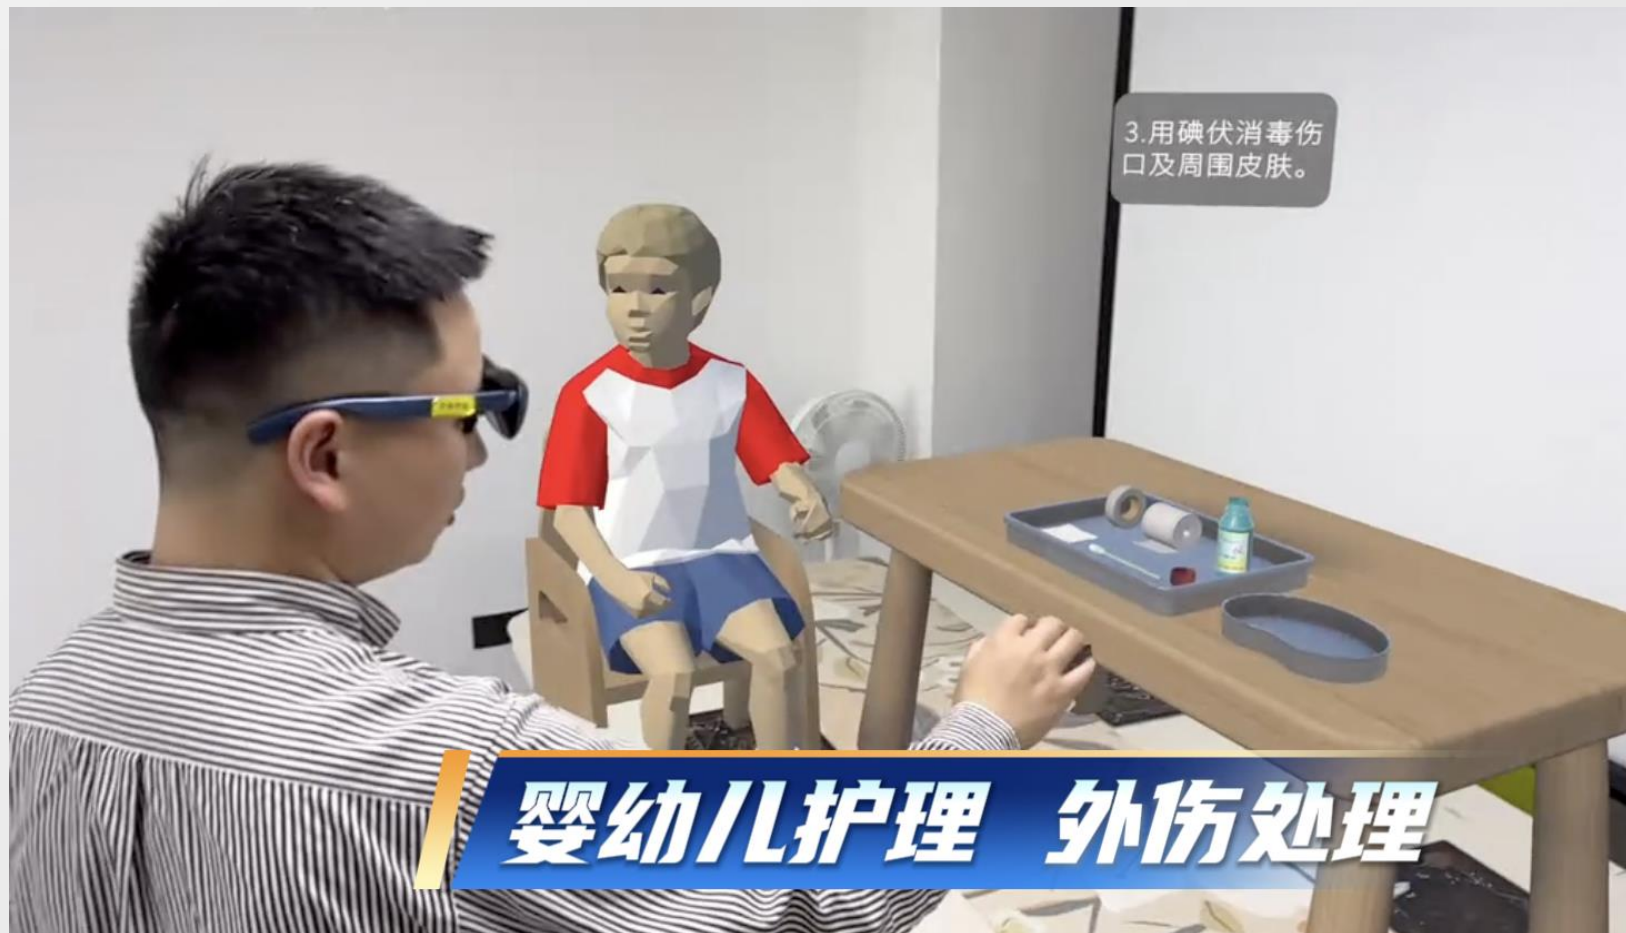 3.用碘伏消毒伤
口及周围皮肤。
婴幼儿护理 外伤处理